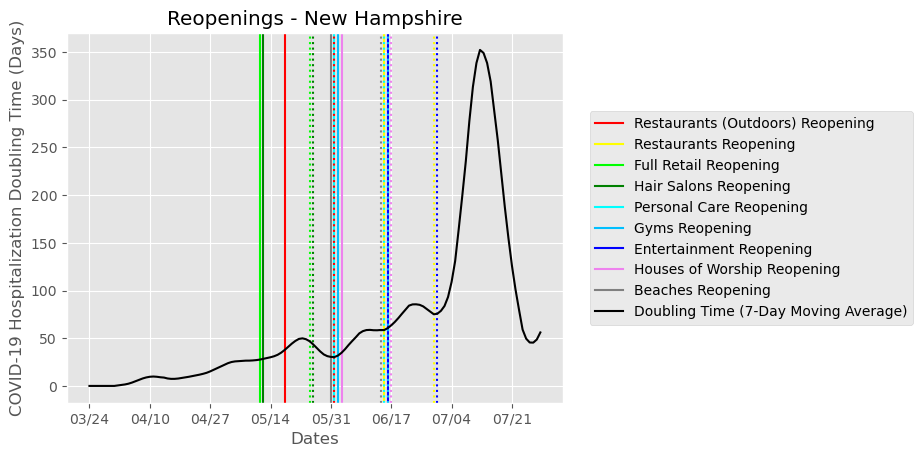 Reopenings - New Hampshire
COVID-19 Hospitalization Doubling Time (Days)
350
300
250
200
150
100
50
0
03/24 04/10 04/27 05/14 05/31 06/17 07/04 07/21
Dates
Restaurants (Outdoors) Reopening
Restaurants Reopening
Full Retail Reopening
Hair Salons Reopening
Personal Care Reopening
Gyms Reopening
Entertainment Reopening
Houses of Worship Reopening
Beaches Reopening
Doubling Time (7-Day Moving Average)